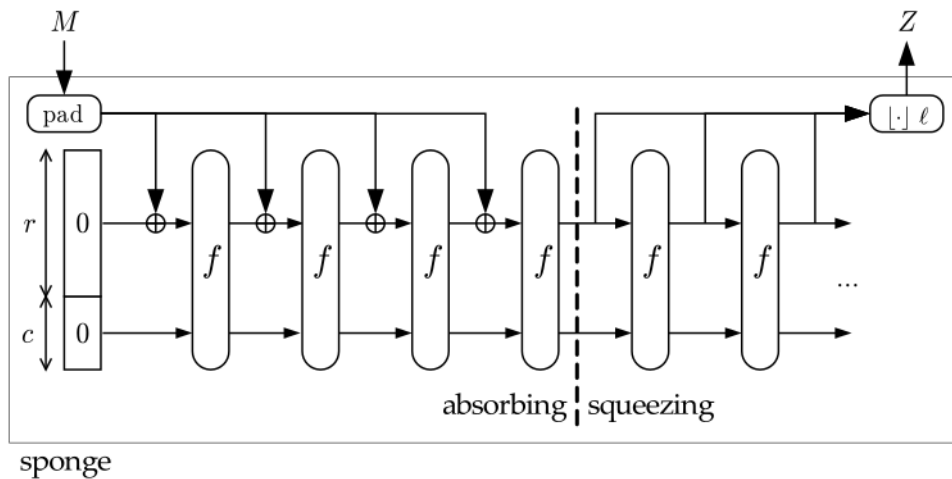 M Z
pad ⌊·⌋ ℓ
r 0 f f f f f f
c 0 ...
absorbing squeezing
sponge